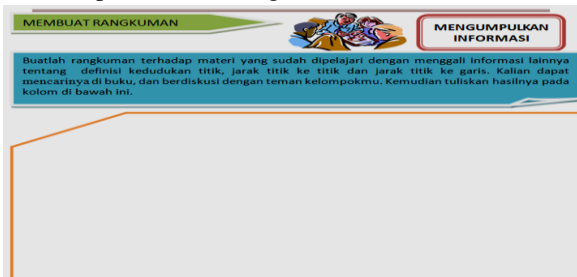 MEMBUAT RANGKUMAN
MENGUMPULKAN
INFORMASI
Buatlah rangkuman terhadap materi yang sudah dipelajari dengan menggali informasi lainnya
tentang definisi kedudukan titik, jarak titik ke titik dan jarak titik ke garis. Kalian dapat
mencarinya di buku, dan berdiskusi dengan teman kelompokmu. Kemudian tuliskan hasilnya pada
kolom di bawah ini.